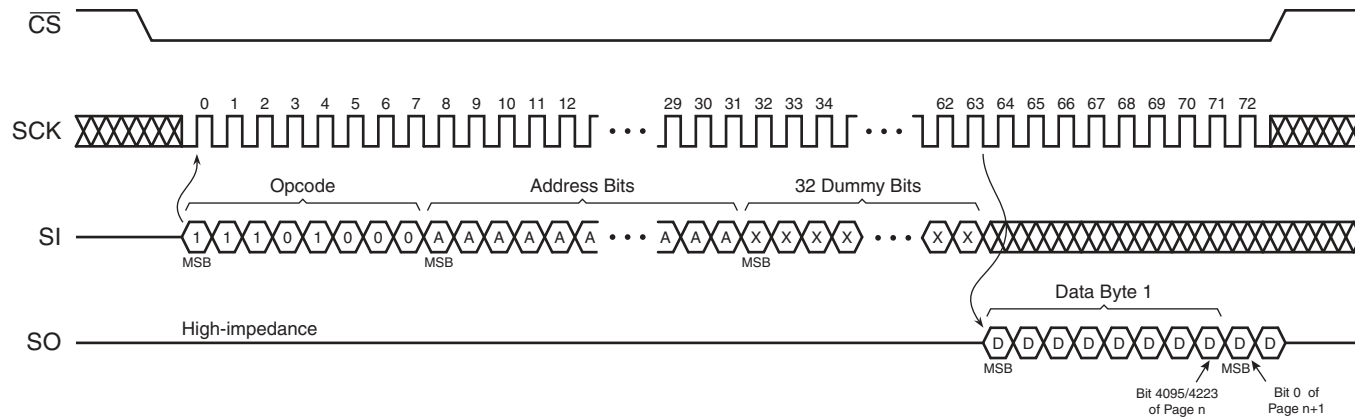 CS
0 1 2 3 4 5 6 7 8 9 10 11 12 29 30 31 32 33 34 62 63 64 65 66 67 68 69 70 71 72
SCK
Opcode Address Bits 32 Dummy Bits
SI 1 1 1 0 1 0 0 0 A A A A A A A A A X X X X X X
MSB MSB MSB
Data Byte 1
High-impedance
SO D D D D D D D D D D
MSB MSB
Bit 4095/4223 of Page n
Bit 0 of Page n+1